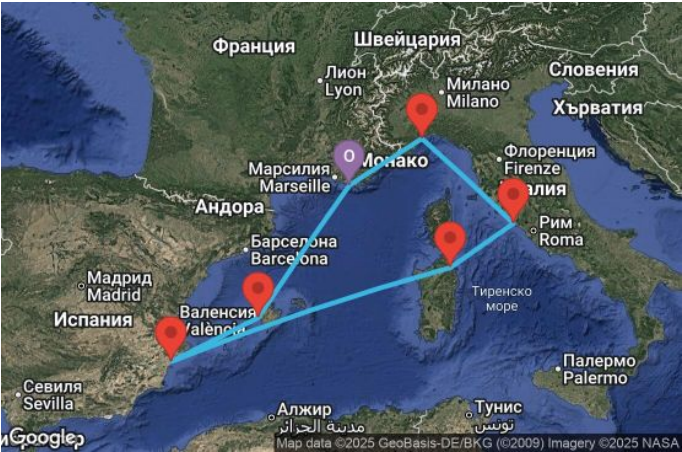 Франция
Швейцария
Лион
Lyon
Милано
Milano
Словения
Хърватия
О
Монако
Марсилия
Marseille
Флоренция
Firenze
алия
Андора
Рим
Roma
Барселона
Barcelona
Мадрид
Madrid
Валенсия
València
Испания
Тиренско
море
Палермо
Palermo
Севиля
Sevilla
Алжир
مدينة الجزائر
Тунис
تونس
Google
Map data ©2025 GeoBasis-DE/BKG (©2009) Imagery ©2025 NASA